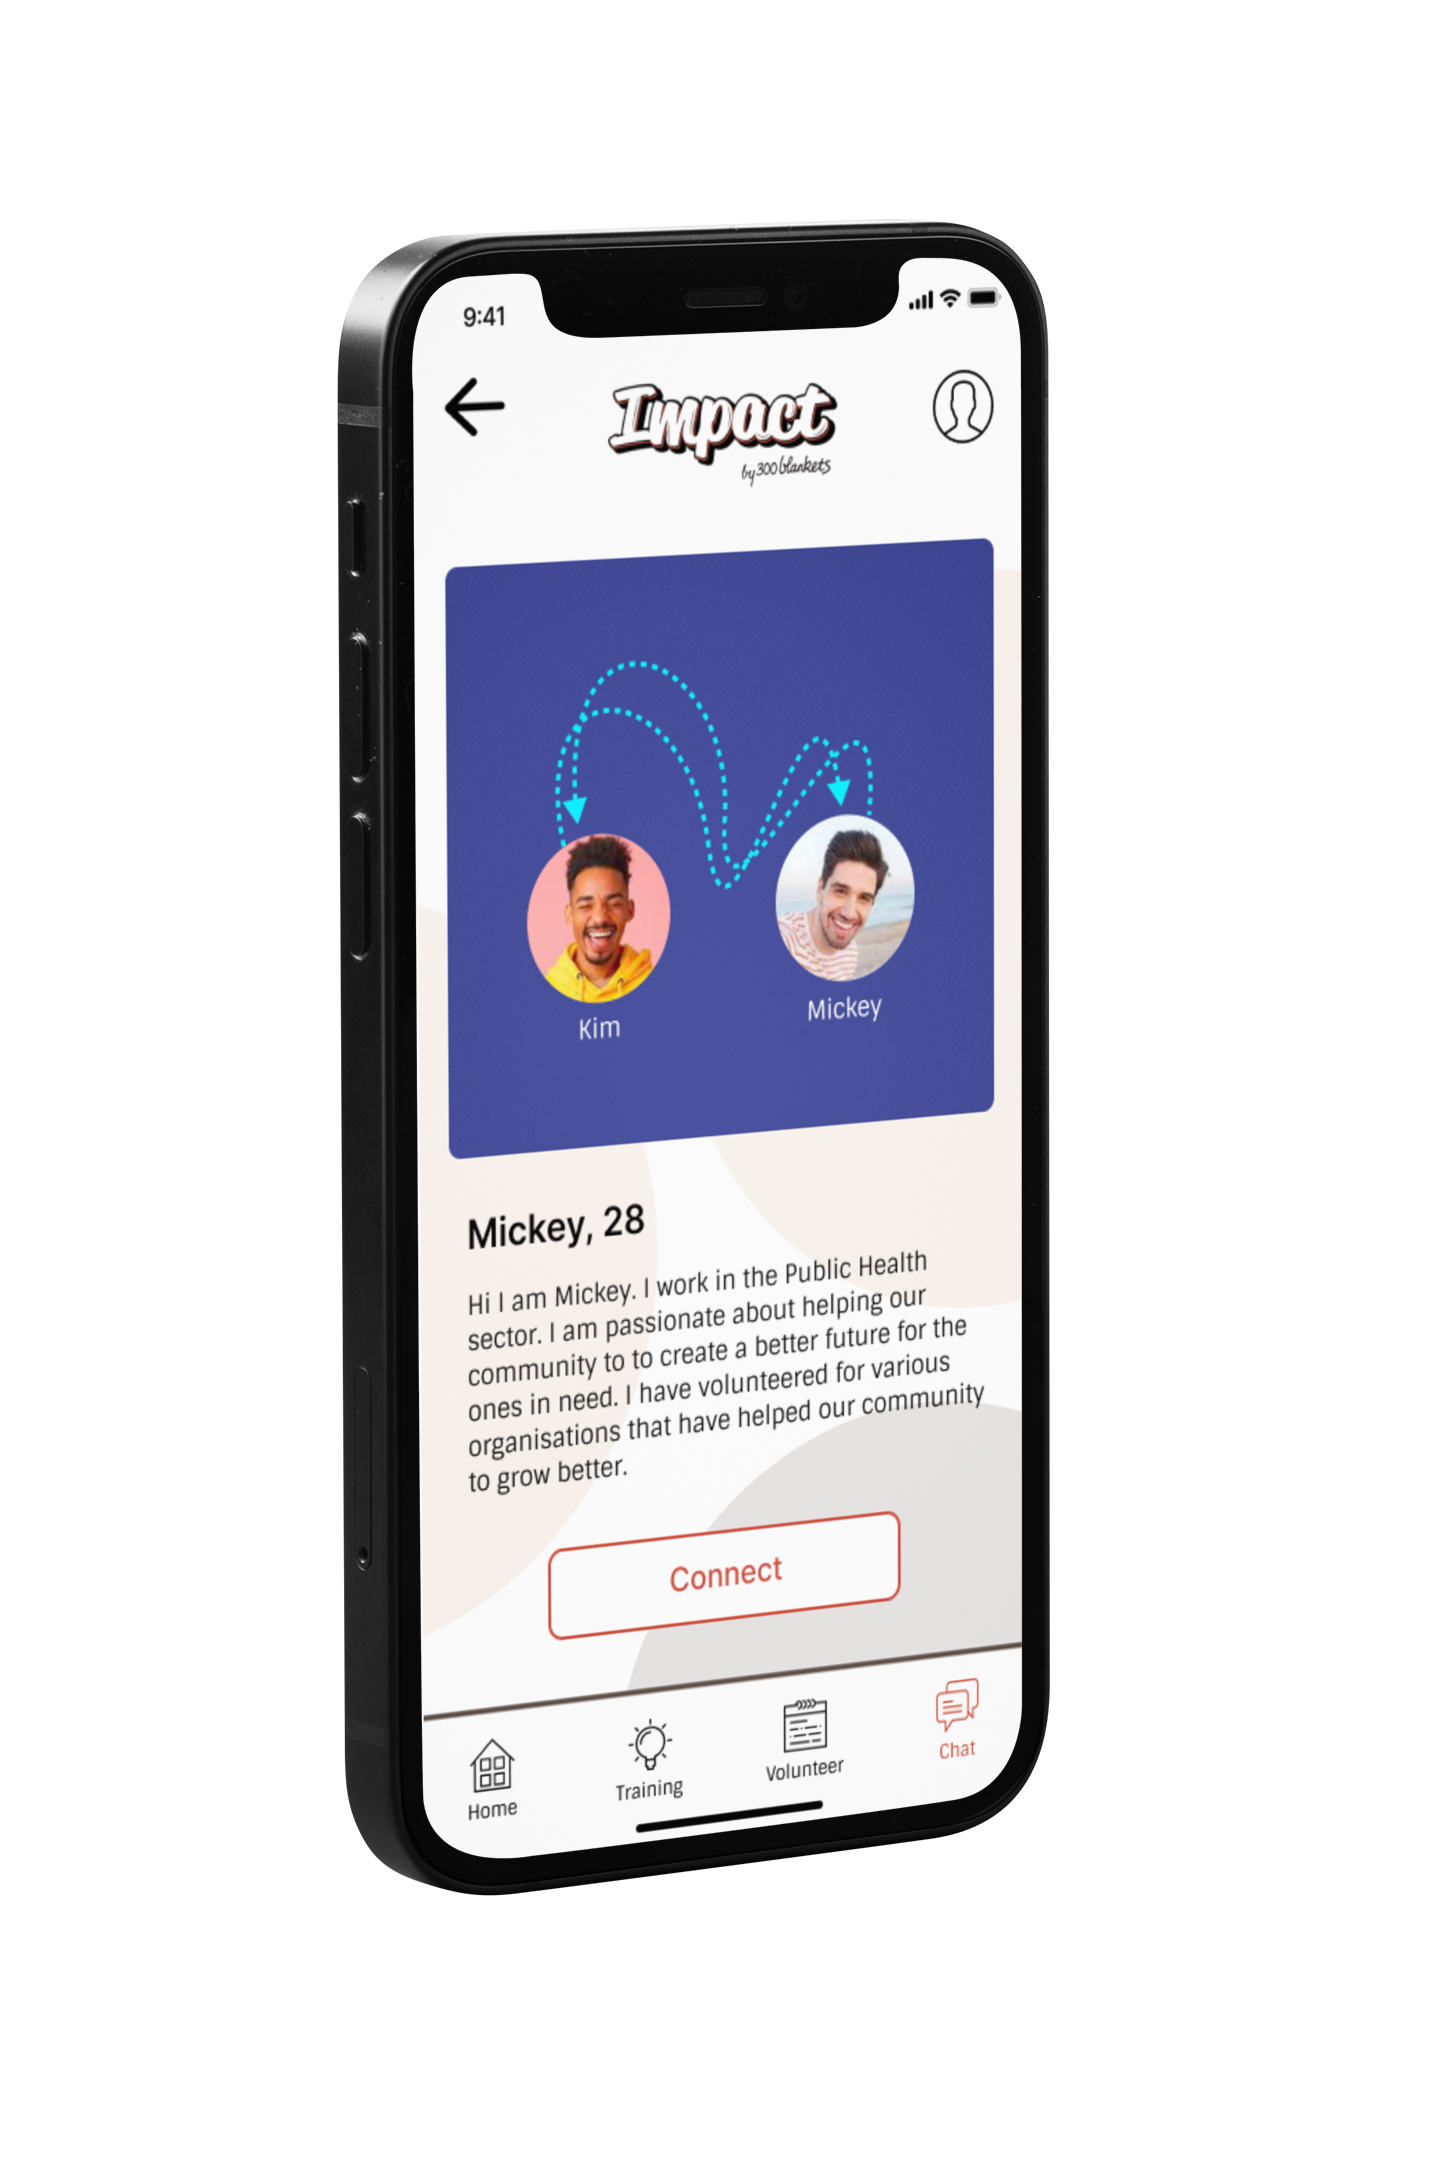 9:41
Impact
by 300 blankets
Kim
Mickey
Mickey, 28
Hi I am Mickey. I work in the Public Health
sector. I am passionate about helping our
community to to create a better future for the
ones in need. I have volunteered for various
organisations that have helped our community
to grow better.
Connect
Home
Training
Volunteer
Chat